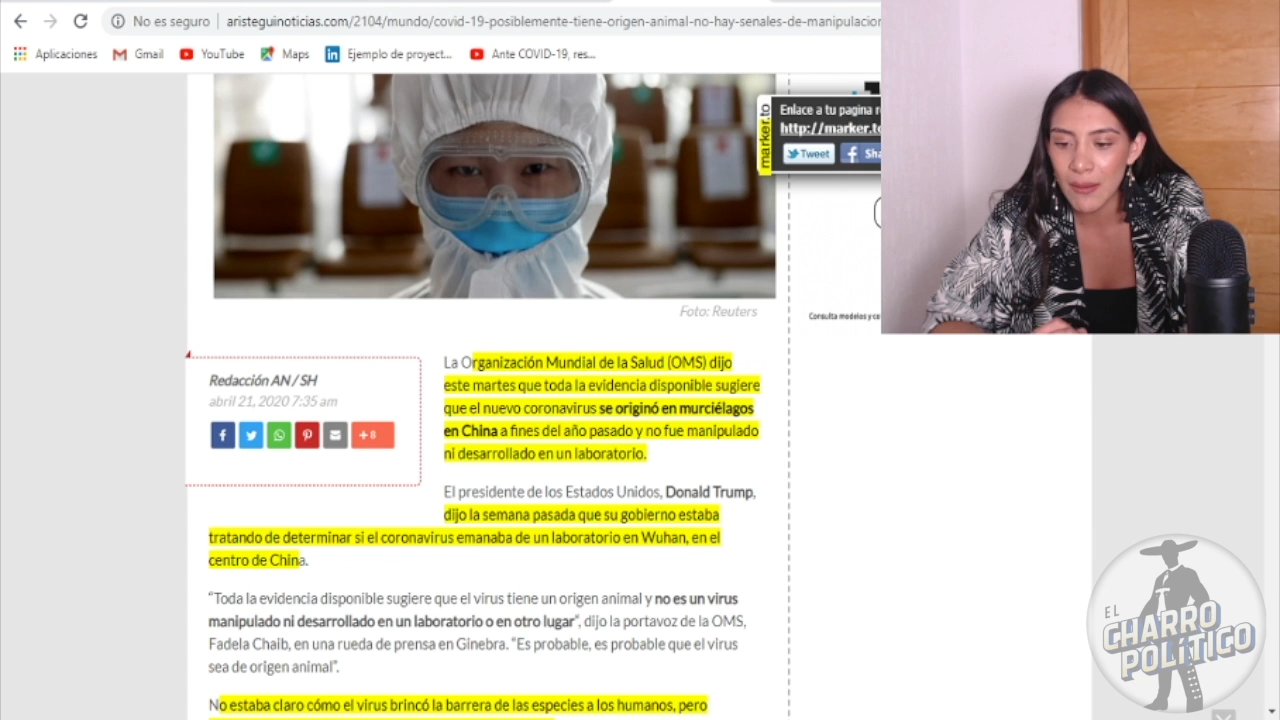 No es seguro
aristeguinoticias.com/2104/mundo/covid-19-posiblemente-tiene-origen-animal-no-hay-senales-de-manipulacion
Aplicaciones
Gmail
YouTube
Maps
Ejemplo de proyect...
Ante COVID-19, res...
marker.to
Enlace a tu pagina
http://marker.to
Tweet
Sha
Foto: Reuters
Consulta modelos y
Redacción AN / SH
abril 21, 2020 7:35 am
+ 8
La Organización Mundial de la Salud (OMS) dijo
este martes que toda la evidencia disponible sugiere
que el nuevo coronavirus se originó en murciélagos
en China a fines del año pasado y no fue manipulado
ni desarrollado en un laboratorio.
El presidente de los Estados Unidos, Donald Trump,
dijo la semana pasada que su gobierno estaba
tratando de determinar si el coronavirus emanaba de un laboratorio en Wuhan, en el
centro de China.
“Toda la evidencia disponible sugiere que el virus tiene un origen animal y no es un virus
manipulado ni desarrollado en un laboratorio o en otro lugar“, dijo la portavoz de la OMS,
Fadela Chaib, en una rueda de prensa en Ginebra. “Es probable, es probable que el virus
sea de origen animal”.
No estaba claro cómo el virus brincó la barrera de las especies a los humanos, pero
EL
CHARRO
POLÍTICO